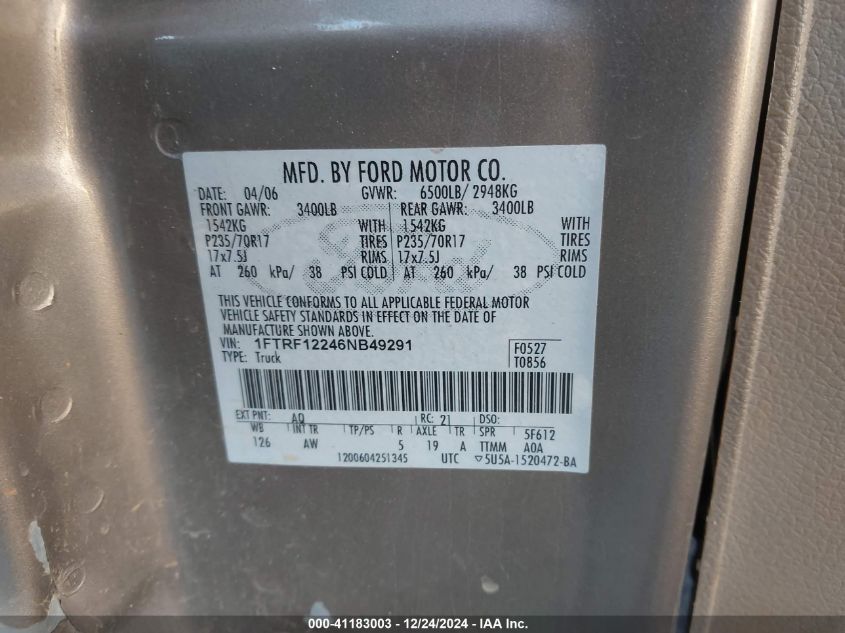 MFD. BY FORD MOTOR CO.
DATE: 04/06 GVWR: 6500LB/ 2948KG
FRONT GAWR: 3400LB REAR GAWR: 3400LB
1542KG WITH 1542KG WITH
P235/70R17 TIRES P235/70R17 TIRES
17x7.5J RIMS 17x7.5J RIMS
AT 260 kPa/ 38 PSI COLD AT 260 kPa/ 38 PSI COLD
THIS VEHICLE CONFORMS TO ALL APPLICABLE FEDERAL MOTOR
VEHICLE SAFETY STANDARDS IN EFFECT ON THE DATE OF
MANUFACTURE SHOWN ABOVE.
VIN: 1FTRF12246NB49291 F0527
TYPE: Truck T0856
EXT PNT: AQ RC: 21 DSO:
WB INT TR TP/PS R AXLE TR SPR 5F612
126 AW 5 19 A TTMM A0A
1200604251345 UTC ▽5U5A-1520472-BA
000-41183003 - 12/24/2024 - IAA Inc.